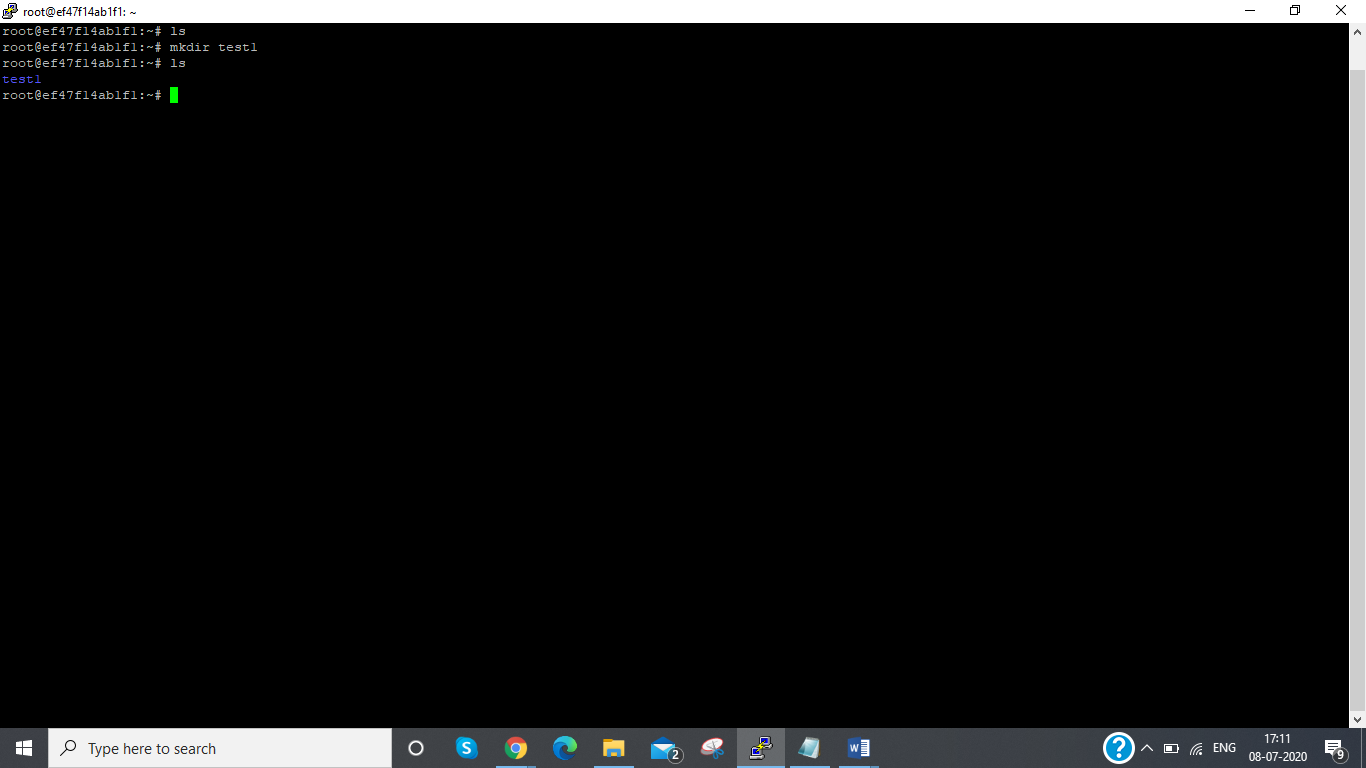 root@ef47f14ab1f1: ~
root@ef47f14ab1f1:~# ls
root@ef47f14ab1f1:~# mkdir test1
root@ef47f14ab1f1:~# ls
test1
root@ef47f14ab1f1:~#
Type here to search
2
ENG
17:11
08-07-2020
9